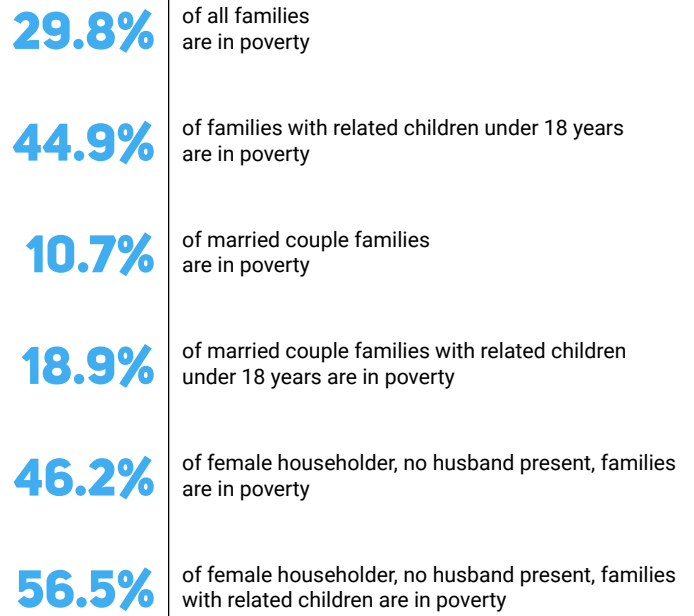 29.8%
of all families
are in poverty
44.9%
of families with related children under 18 years
are in poverty
10.7%
of married couple families
are in poverty
18.9%
of married couple families with related children
under 18 years are in poverty
46.2%
of female householder, no husband present, families
are in poverty
56.5%
of female householder, no husband present, families
with related children are in poverty